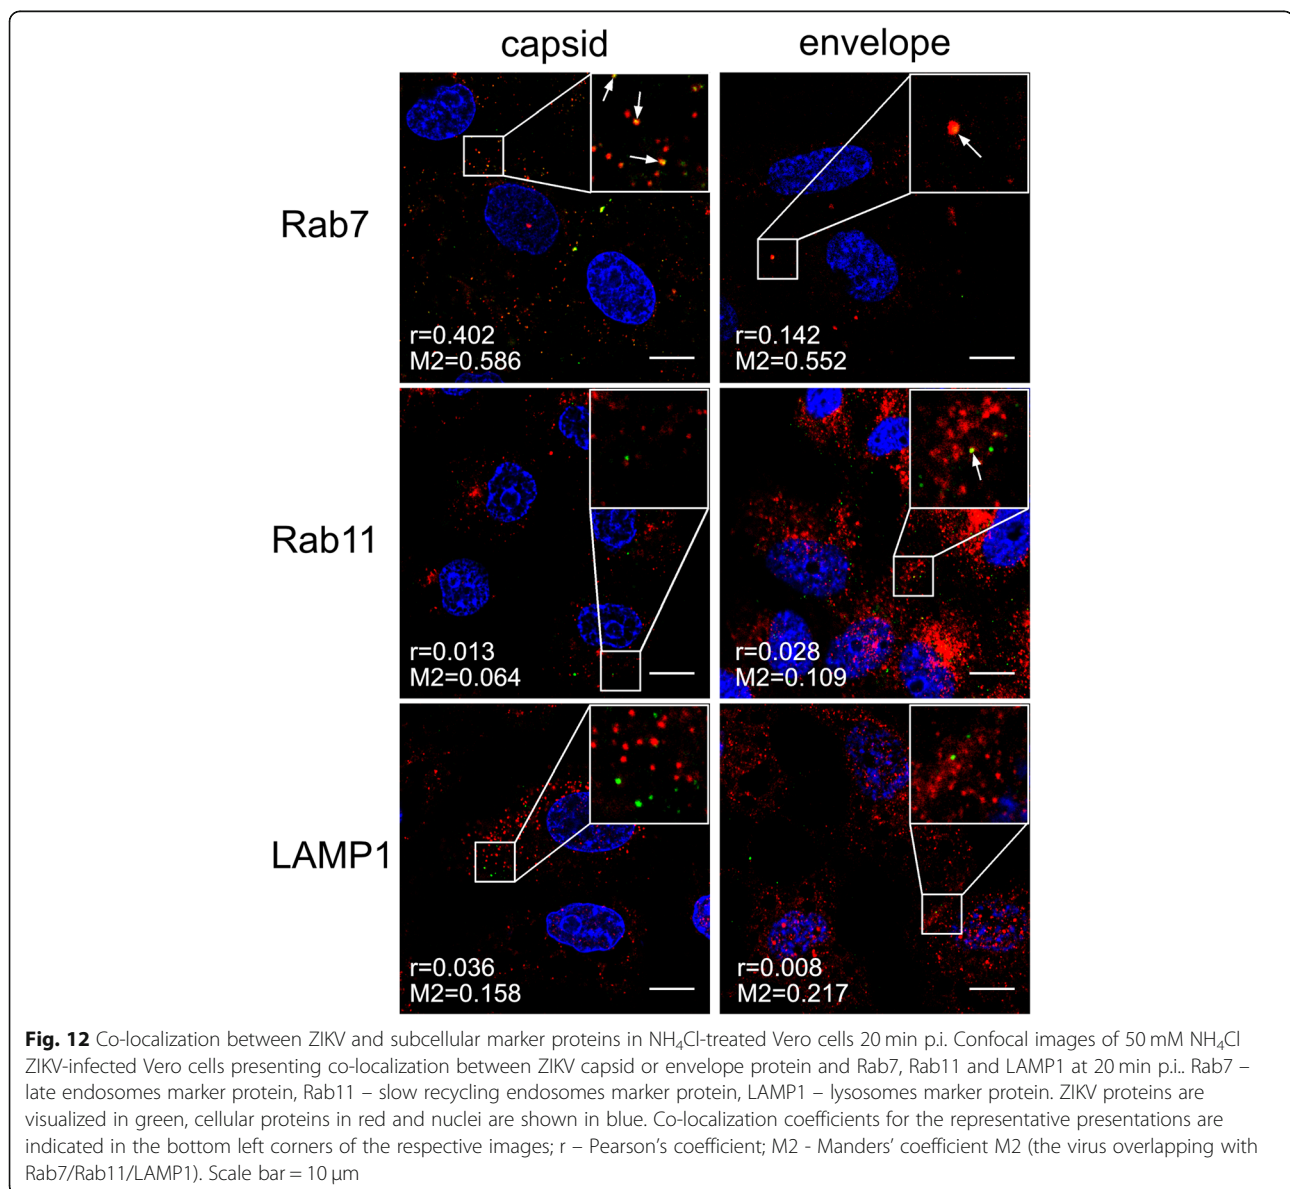 capsid envelope
Rab7
r=0.402
M2=0.586
r=0.142
M2=0.552
Rab11
r=0.013
M2=0.064
r=0.028
M2=0.109
LAMP1
r=0.036
M2=0.158
r=0.008
M2=0.217
Fig. 12 Co-localization between ZIKV and subcellular marker proteins in NH₄Cl-treated Vero cells 20 min p.i. Confocal images of 50 mM NH₄Cl
ZIKV-infected Vero cells presenting co-localization between ZIKV capsid or envelope protein and Rab7, Rab11 and LAMP1 at 20 min p.i.. Rab7 –
late endosomes marker protein, Rab11 – slow recycling endosomes marker protein, LAMP1 – lysosomes marker protein. ZIKV proteins are
visualized in green, cellular proteins in red and nuclei are shown in blue. Co-localization coefficients for the representative presentations are
indicated in the bottom left corners of the respective images; r – Pearson's coefficient; M2 - Manders' coefficient M2 (the virus overlapping with
Rab7/Rab11/LAMP1). Scale bar = 10 μm